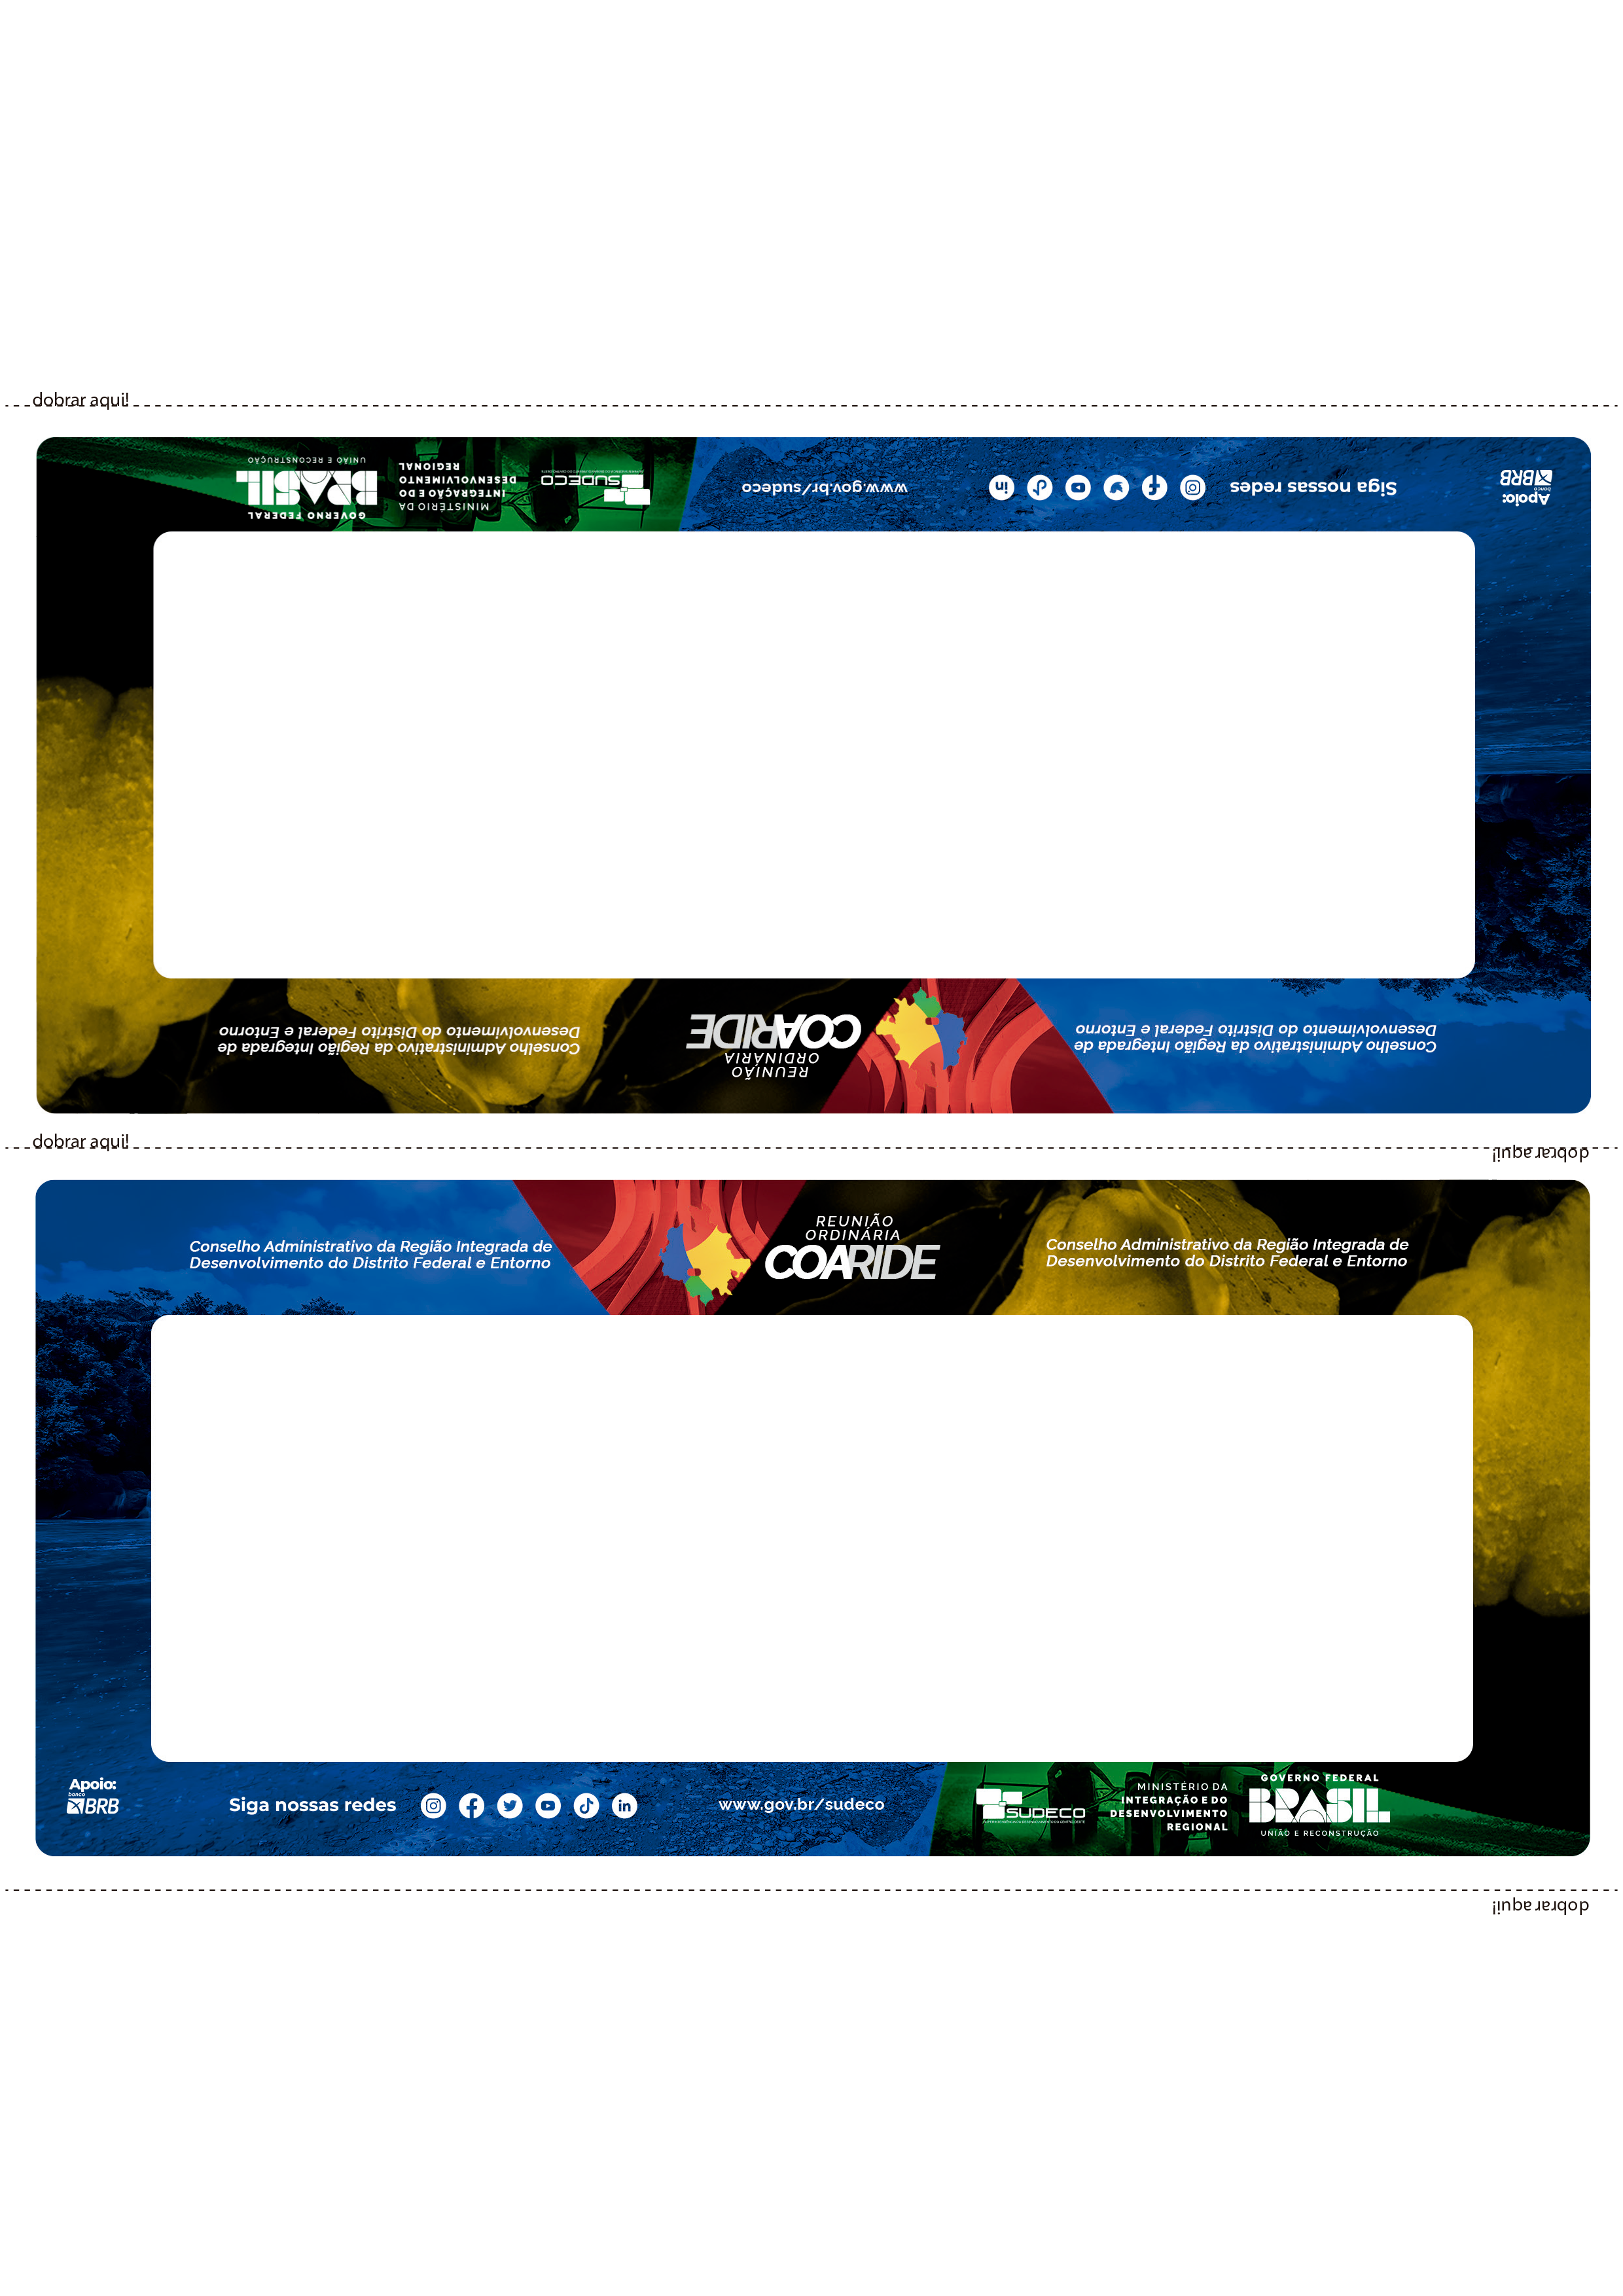 dobrar aqui!
UNIÃO E RECONSTRUÇÃO
BRASIL
GOVERNO FEDERAL
REGIONAL
DESENVOLVIMENTO
INTEGRAÇÃO E DO
MINISTÉRIO DA
SUDECO
www.gov.br/sudeco
Siga nossas redes
BRB
banco
Apoio:
Conselho Administrativo da Região Integrada de
Desenvolvimento do Distrito Federal e Entorno
REUNIÃO
ORDINÁRIA
COARIDE
Conselho Administrativo da Região Integrada de
Desenvolvimento do Distrito Federal e Entorno
dobrar aqui!
dobrar aqui!
Conselho Administrativo da Região Integrada de
Desenvolvimento do Distrito Federal e Entorno
REUNIÃO
ORDINÁRIA
COARIDE
Conselho Administrativo da Região Integrada de
Desenvolvimento do Distrito Federal e Entorno
Apoio:
banco
BRB
Siga nossas redes
www.gov.br/sudeco
SUDECO
MINISTÉRIO DA
INTEGRAÇÃO E DO
DESENVOLVIMENTO
REGIONAL
GOVERNO FEDERAL
BRASIL
UNIÃO E RECONSTRUÇÃO
dobrar aqui!